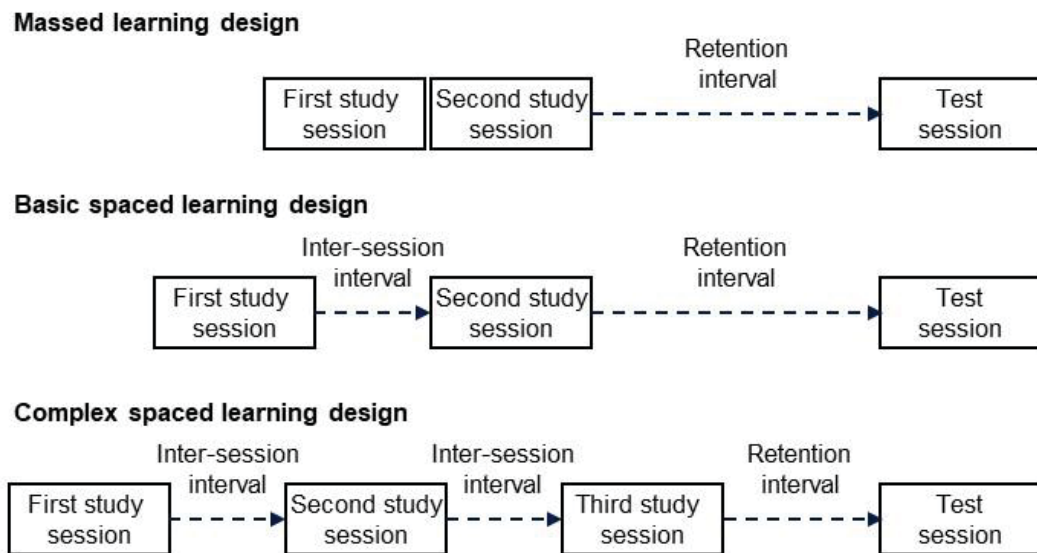 Massed learning design
Retention
interval
First study
session
Second study
session
Test
session
Basic spaced learning design
Inter-session
interval
Retention
interval
First study
session
Second study
session
Test
session
Complex spaced learning design
Inter-session
interval
Inter-session
interval
Retention
interval
First study
session
Second study
session
Third study
session
Test
session